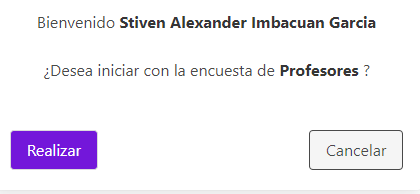 Bienvenido Stiven Alexander Imbacuan Garcia
¿Desea iniciar con la encuesta de Profesores ?
Realizar
Cancelar